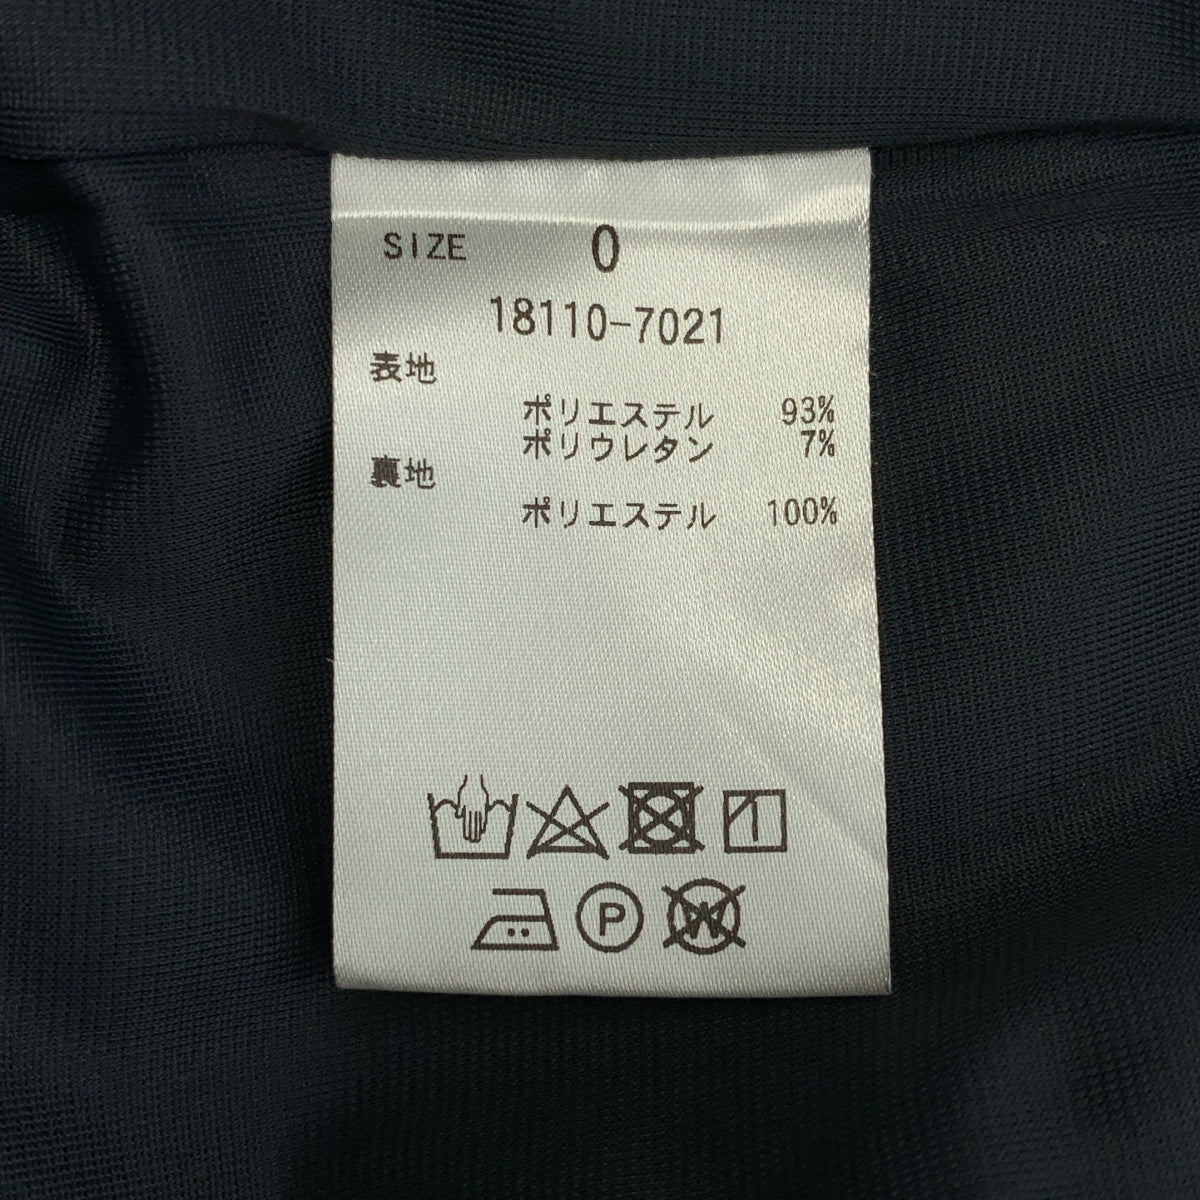 SIZE 0
18110-7021
表地
ポリエステル 93%
ポリウレタン 7%
裏地
ポリエステル 100%
P
W